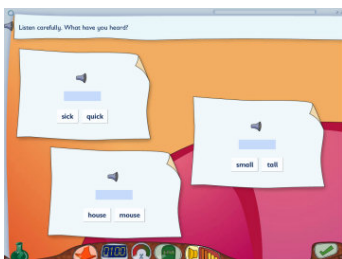 Listen carefully. What have you heard?
sick quick
small tall
house mouse
01:00